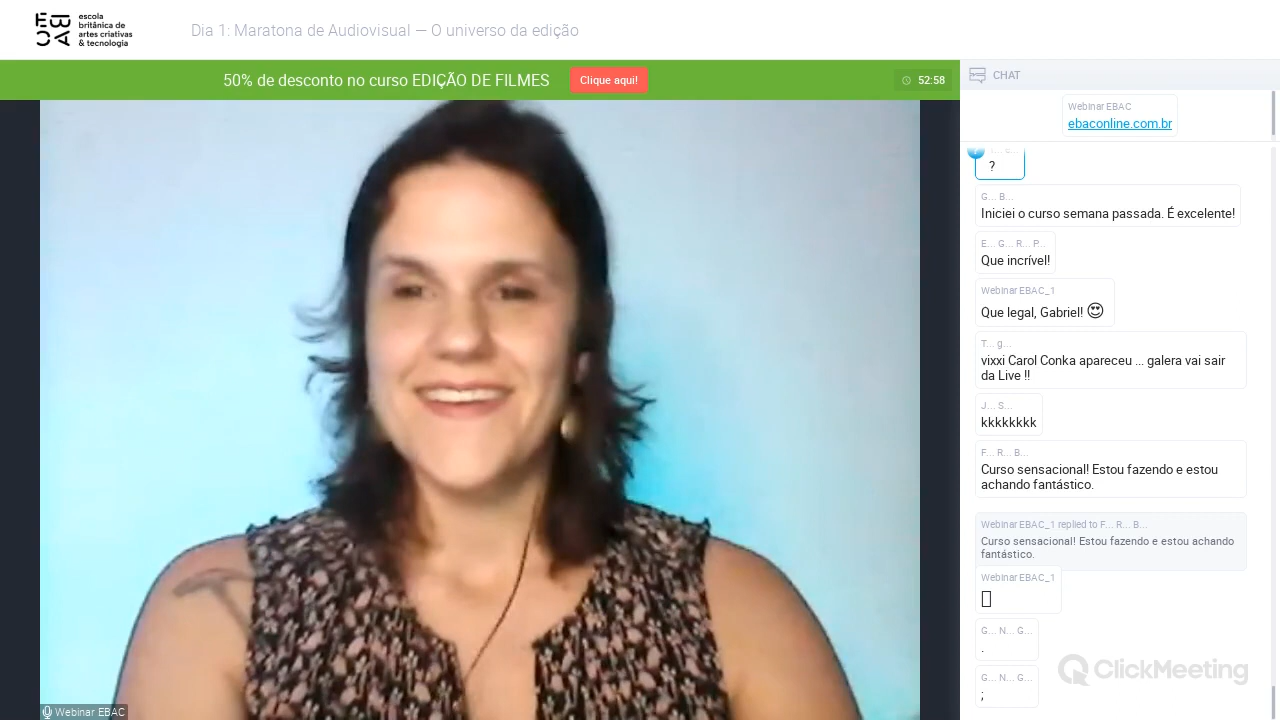 EBAC
escola
britânica de
artes criativas
& tecnologia
Dia 1: Maratona de Audiovisual — O universo da edição
50% de desconto no curso EDIÇÃO DE FILMES
Clique aqui!
52:58
CHAT
Webinar EBAC
ebaconline.com.br
?
G... B...
Iniciei o curso semana passada. É excelente!
E... G... R... P...
Que incrível!
Webinar EBAC_1
Que legal, Gabriel! 😍
T... g...
vixxi Carol Conka apareceu ... galera vai sair
da Live !!
J... S...
kkkkkkkk
F... R... B...
Curso sensacional! Estou fazendo e estou
achando fantástico.
Webinar EBAC_1 replied to F... R... B...
Curso sensacional! Estou fazendo e estou achando
fantástico.
Webinar EBAC_1
G... N... G...
.
G... N... G...
;
ClickMeeting
Webinar EBAC